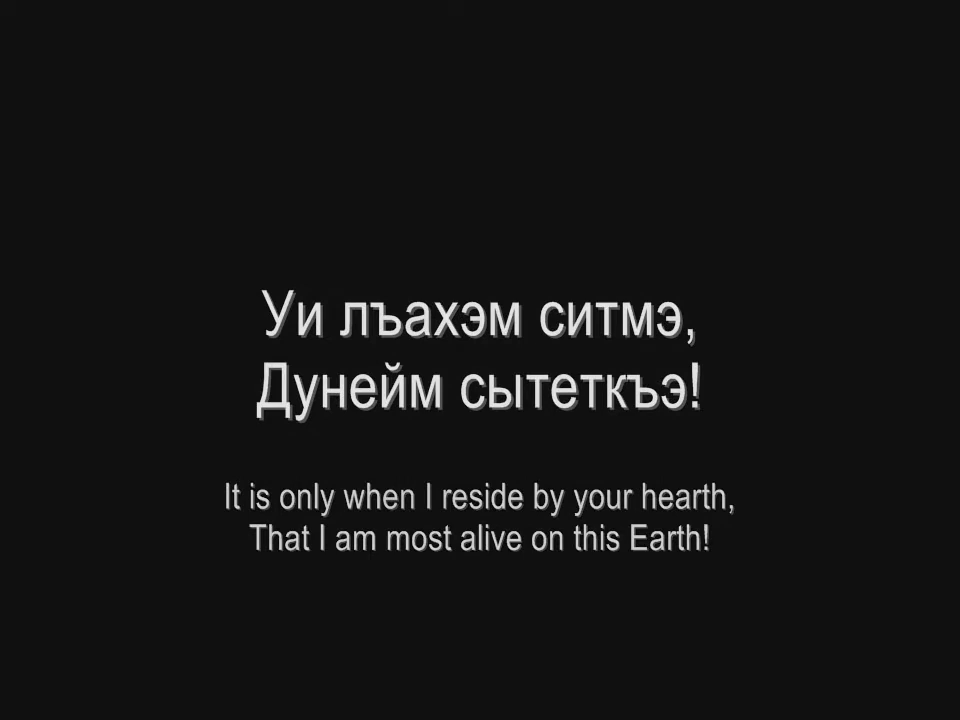 Уи лъахэм ситмэ,
Дунейм сытеткъэ!
It is only when I reside by your hearth,
That I am most alive on this Earth!